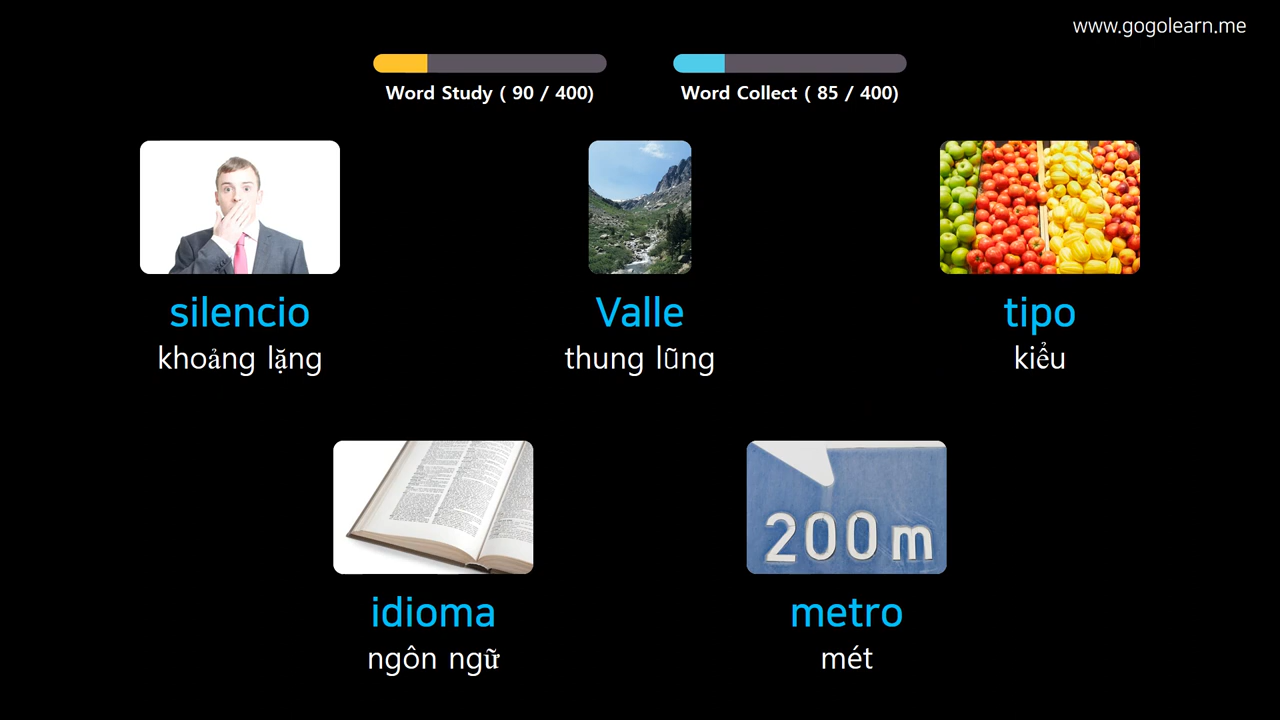 www.gogolearn.me
Word Study ( 90 / 400)
Word Collect ( 85 / 400)
silencio
khoảng lặng
Valle
thung lũng
tipo
kiểu
200 m
idioma
ngôn ngữ
metro
mét